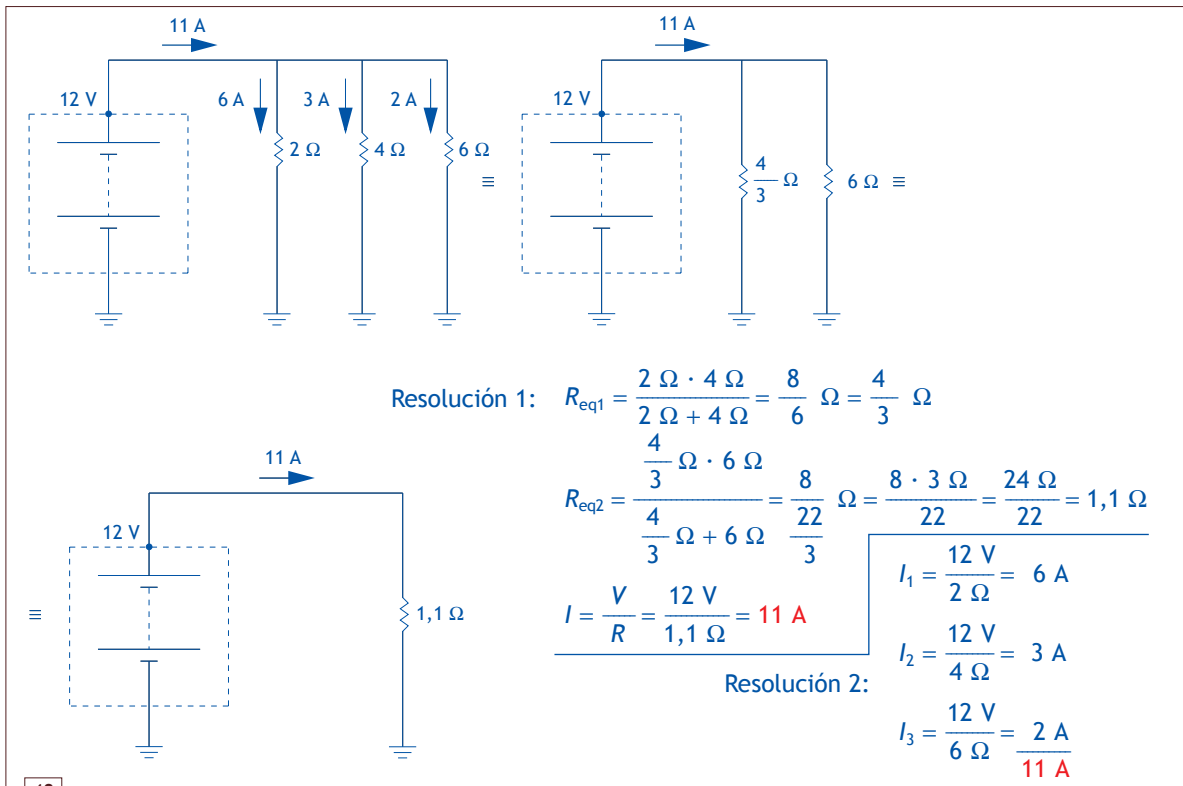 11 A
12 V
6 A
3 A
2 A
2 Ω
4 Ω
6 Ω
≡
11 A
12 V
4/3 Ω
6 Ω
≡
Resolución 1: R_eq1 = (2 Ω · 4 Ω)/(2 Ω + 4 Ω) = 8/6 Ω = 4/3 Ω
R_eq2 = (4/3 Ω · 6 Ω)/(4/3 Ω + 6 Ω) = 8/(22/3) Ω = (8 · 3 Ω)/22 = 24 Ω/22 = 1,1 Ω
I = V/R = 12 V/1,1 Ω = 11 A
≡
11 A
12 V
1,1 Ω
Resolución 2:
I₁ = 12 V/2 Ω = 6 A
I₂ = 12 V/4 Ω = 3 A
I₃ = 12 V/6 Ω = 2 A
11 A